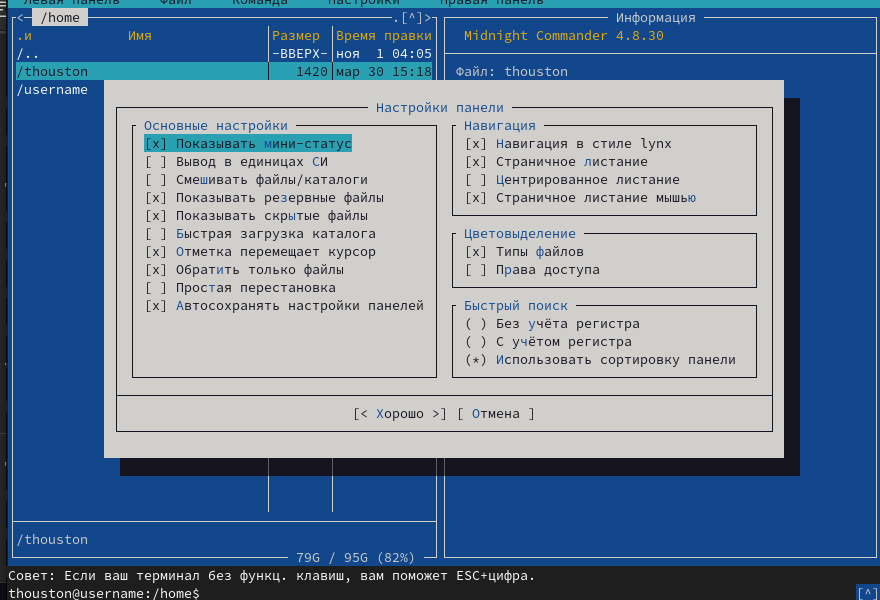 Левая панель Файл Команда Настройки Правая панель
<─ /home .[^]> Информация
.и Имя Размер Время правки Midnight Commander 4.8.30
/.. -ВВЕРХ- ноя 1 04:05
/thouston 1420 мар 30 15:18 Файл: thouston
/username
Настройки панели
Основные настройки
[x] Показывать мини-статус
[ ] Вывод в единицах СИ
[ ] Смешивать файлы/каталоги
[x] Показывать резервные файлы
[x] Показывать скрытые файлы
[ ] Быстрая загрузка каталога
[x] Отметка перемещает курсор
[x] Обратить только файлы
[ ] Простая перестановка
[x] Автосохранять настройки панелей
Навигация
[x] Навигация в стиле lynx
[x] Страничное листание
[ ] Центрированное листание
[x] Страничное листание мышью
Цветовыделение
[x] Типы файлов
[ ] Права доступа
Быстрый поиск
( ) Без учёта регистра
( ) С учётом регистра
(*) Использовать сортировку панели
[< Хорошо >] [ Отмена ]
/thouston
79G / 95G (82%)
Совет: Если ваш терминал без функц. клавиш, вам поможет ESC+цифра.
thouston@username:/home$ [^]